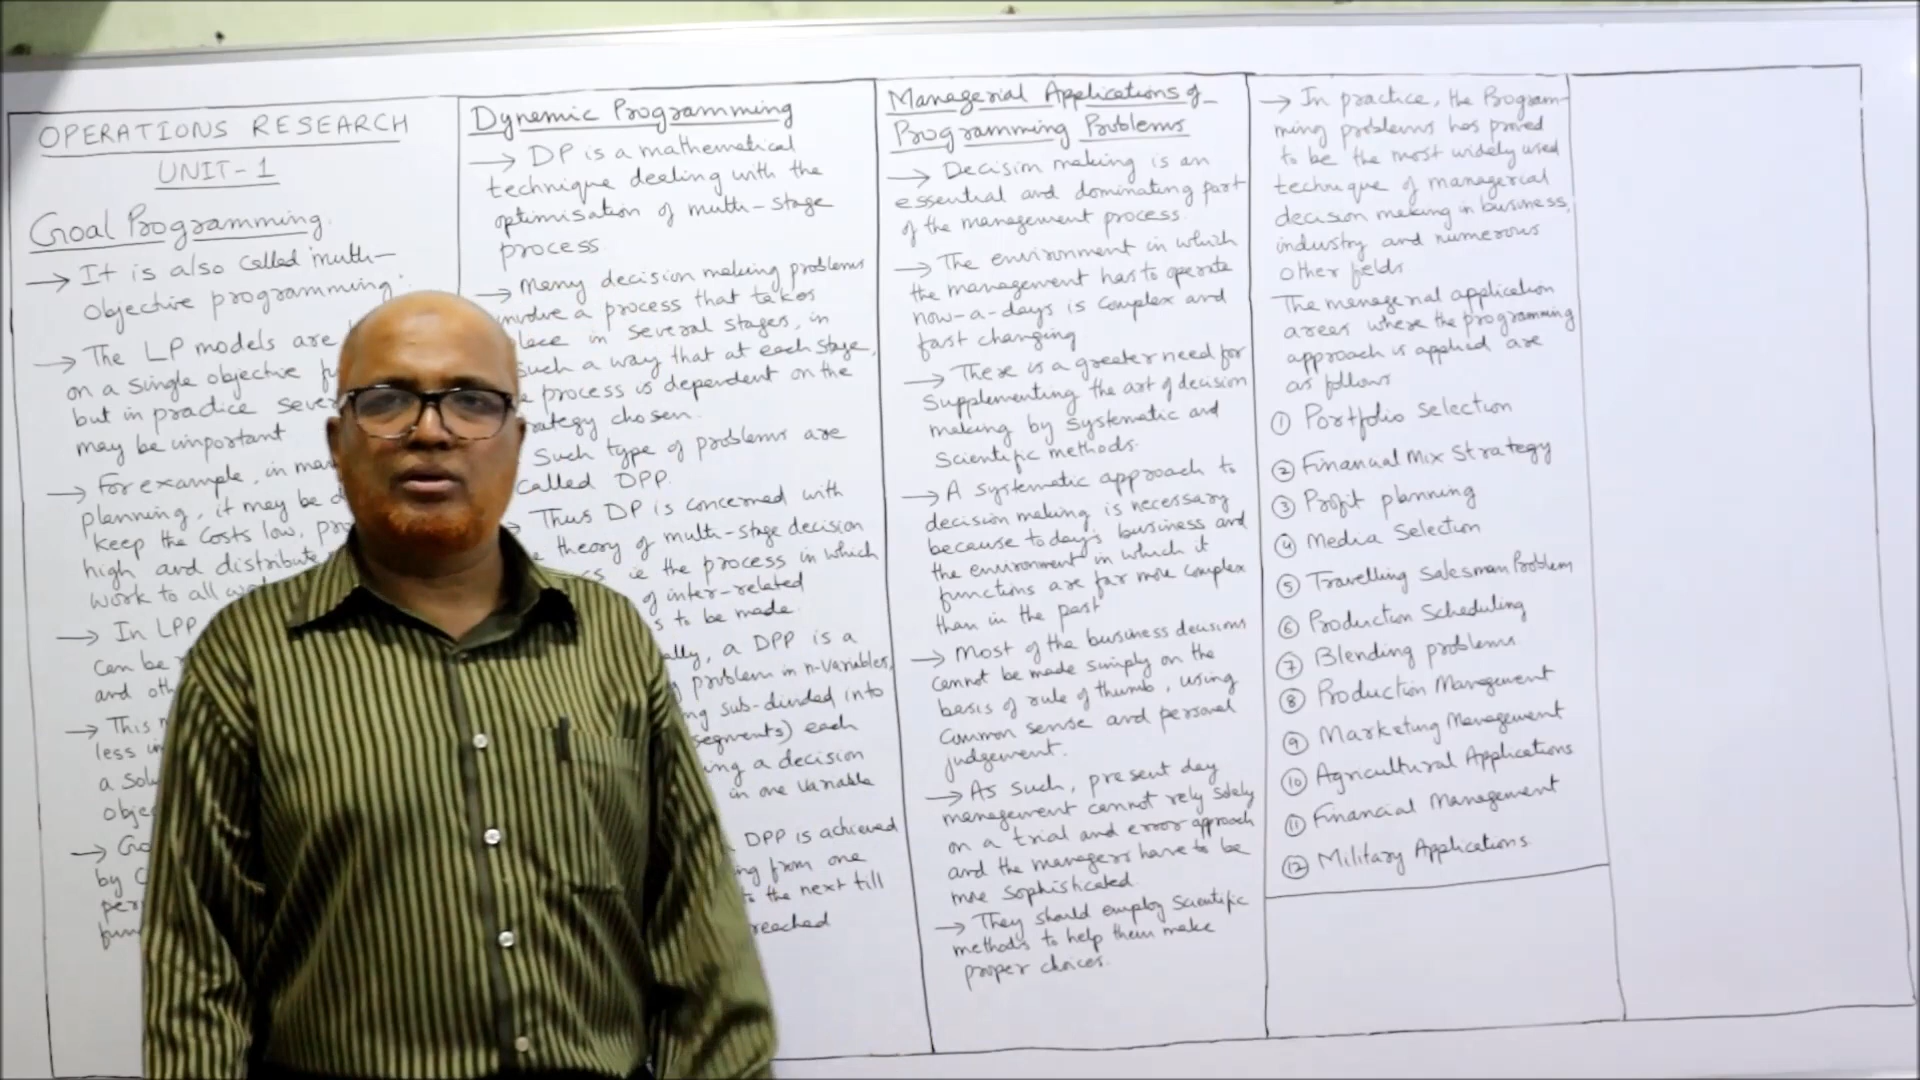 OPERATIONS RESEARCH
UNIT-1
Goal Programming
→ It is also called multi-
objective programming.
→ The LP models are
on a single objective
but in practice
may be important
→ For example, in
planning, it may be
keep the costs low,
high and distribute
work to all
→ In LPP
can be
and
→ This
less
a
→
by
Dynemic Programming
→ DP is a mathematical
technique dealing with the
optimisation of multi-stage
process.
→ Many decision making problems
involve a process that takes
place in several stages, in
such a way that at each stage,
process is dependent on the
chosen.
Such type of problems are
called DPP.
→ Thus DP is concerned with
theory of multi-stage decision
ie the process in which
of inter-related
to be made.
a DPP is a
problem in n-variables,
sub-divided into
segments) each
a decision
in one variable
DPP is achieved
from one
the next till
reached
Managerial Applications of
Programming Problems
→ Decision making is an
essential and dominating part
of the management process.
→ The environment in which
the management has to operate
now-a-days is complex and
fast changing
→ There is a greater need for
supplementing the art of decision
making by systematic and
Scientific methods.
→ A systematic approach to
decision making is necessary
because today's business and
the environment in which it
functions are far more complex
than in the past
→ Most of the business decisions
cannot be made simply on the
basis of rule of thumb, using
common sense and personal
judgement.
→ As such, present day
management cannot rely solely
on a trial and error approach
and the managers have to be
more sophisticated
→ They should employ scientific
methods to help them make
proper choices.
→ In practice, the Program-
ming problems has proved
to be the most widely used
technique of managerial
decision making in business,
industry and numerous
other fields
The managerial application
areas where the programming
approach is applied are
as follows
① Portfolio selection
② Financial Mix Strategy
③ Profit planning
④ Media Selection
⑤ Travelling Salesman Problem
⑥ Production Scheduling
⑦ Blending problems
⑧ Production Management
⑨ Marketing Management
⑩ Agricultural Applications
⑪ Financial Management
⑫ Military Applications